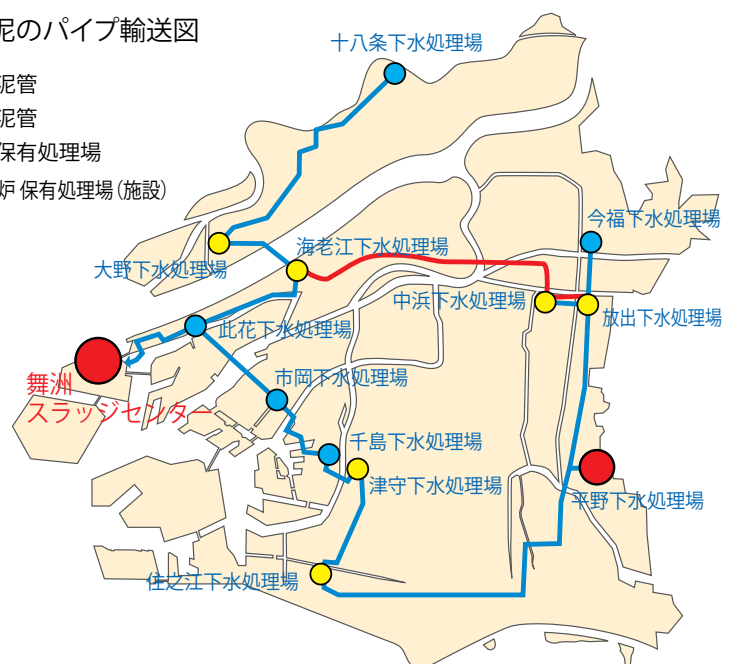 泥のパイプ輸送図
泥管
泥管
保有処理場
炉 保有処理場(施設)
十八条下水処理場
今福下水処理場
海老江下水処理場
大野下水処理場
中浜下水処理場
放出下水処理場
此花下水処理場
舞洲
スラッジセンター
市岡下水処理場
千島下水処理場
津守下水処理場
平野下水処理場
住之江下水処理場